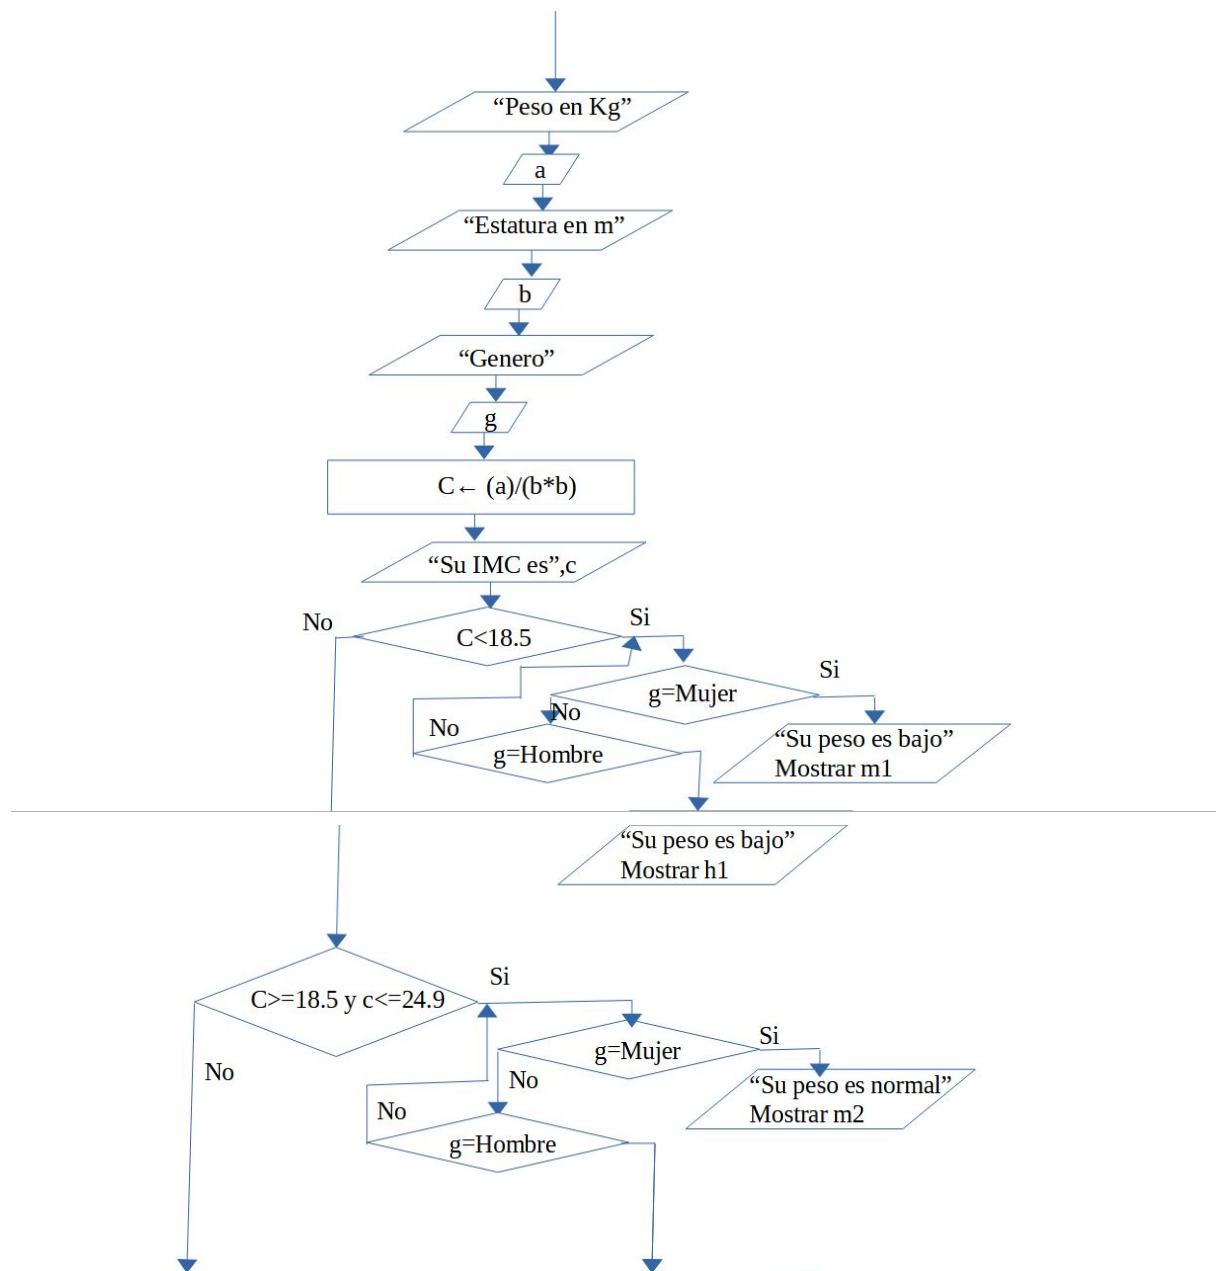 “Peso en Kg”
a
“Estatura en m”
b
“Genero”
g
C← (a)/(b*b)
“Su IMC es”,c
No
Si
C<18.5
Si
g=Mujer
No
No
g=Hombre
“Su peso es bajo”
Mostrar m1
“Su peso es bajo”
Mostrar h1
Si
C>=18.5 y c<=24.9
Si
g=Mujer
No
No
No
g=Hombre
“Su peso es normal”
Mostrar m2